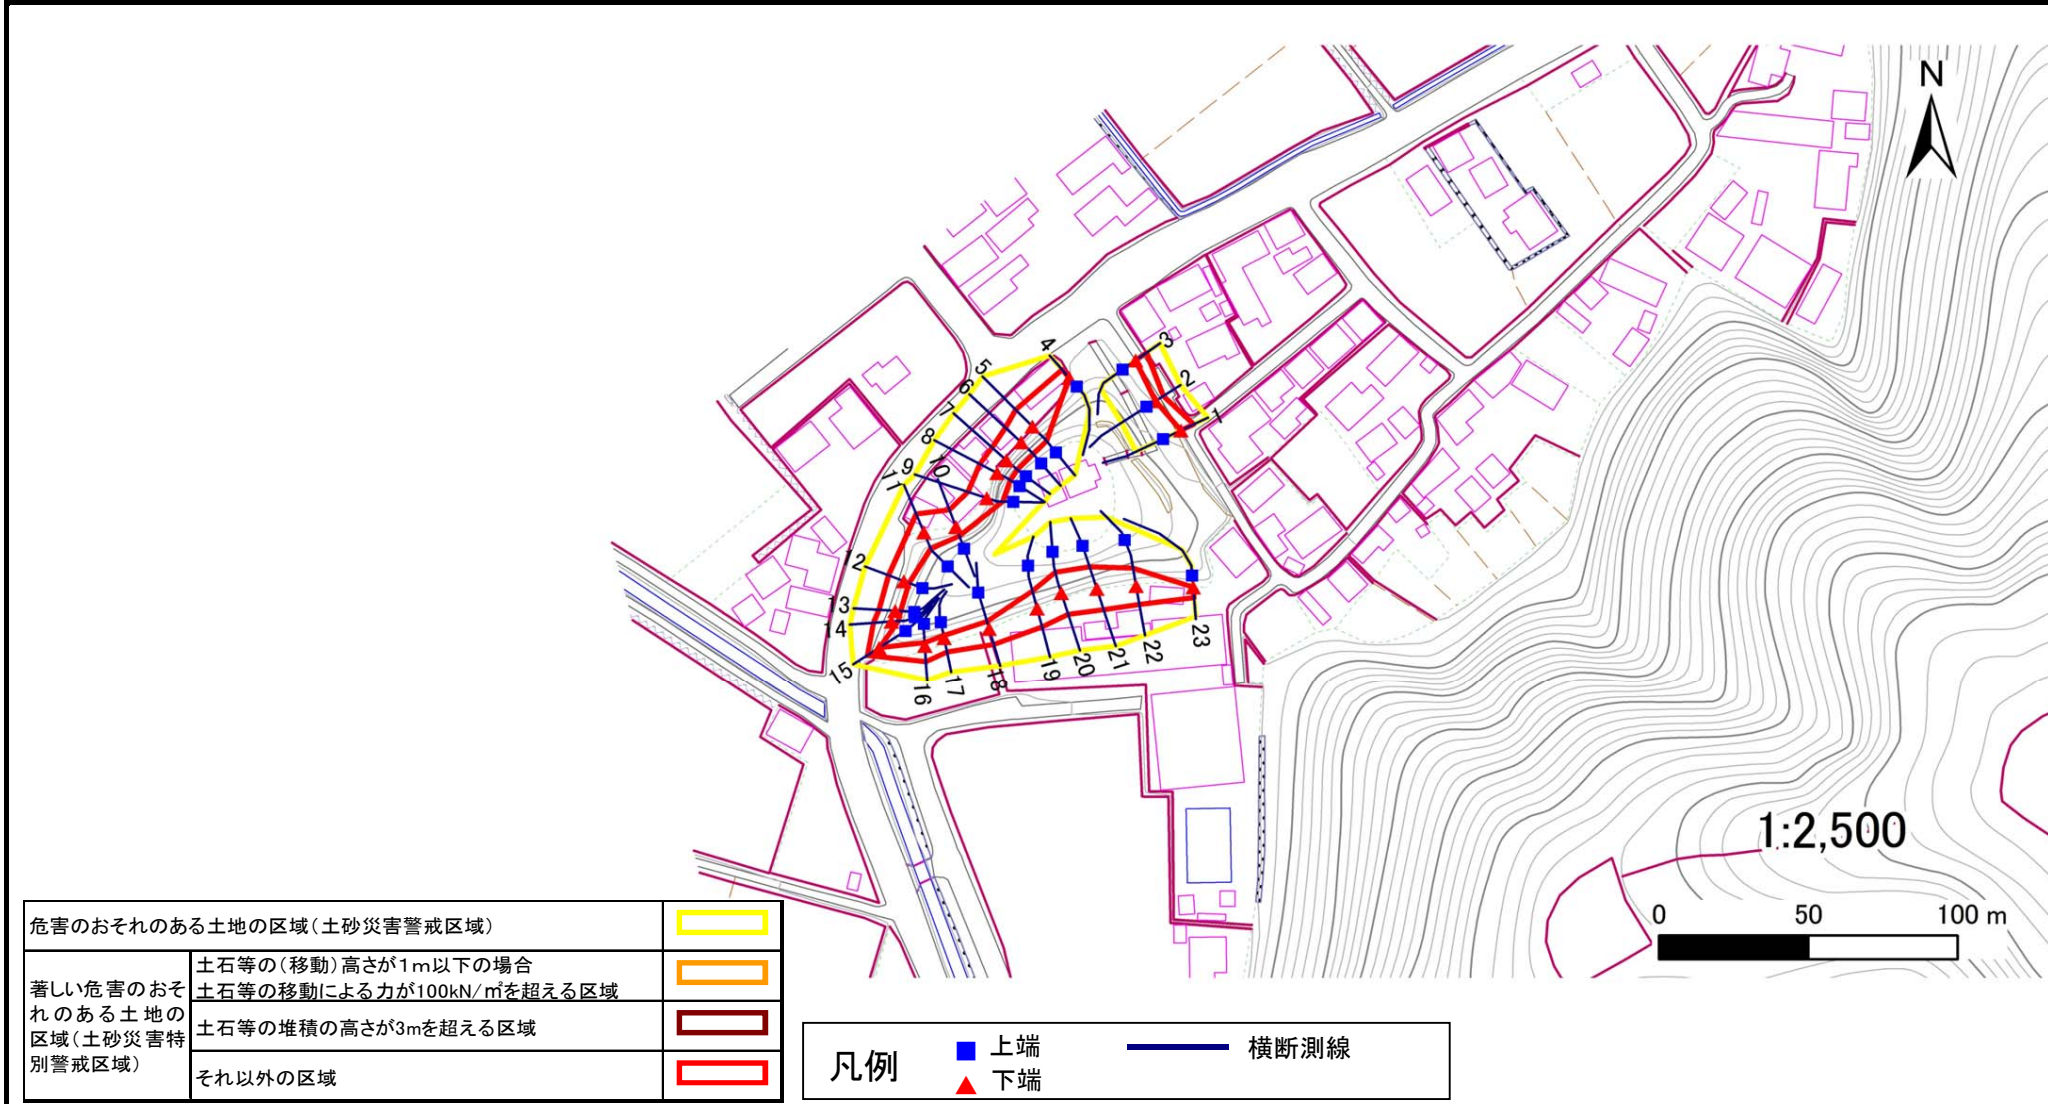 N
4
3
5
2
6
1
7
8
9
10
11
12
13
14
15
16
17
18
19
20
21
22
23
1:2,500
0 50 100 m
危害のおそれのある土地の区域(土砂災害警戒区域)
著しい危害のおそ
れのある土地の
区域(土砂災害特
別警戒区域)
土石等の(移動)高さが1m以下の場合
土石等の移動による力が100kN/㎡を超える区域
土石等の堆積の高さが3mを超える区域
それ以外の区域
凡例
上端
下端
横断測線